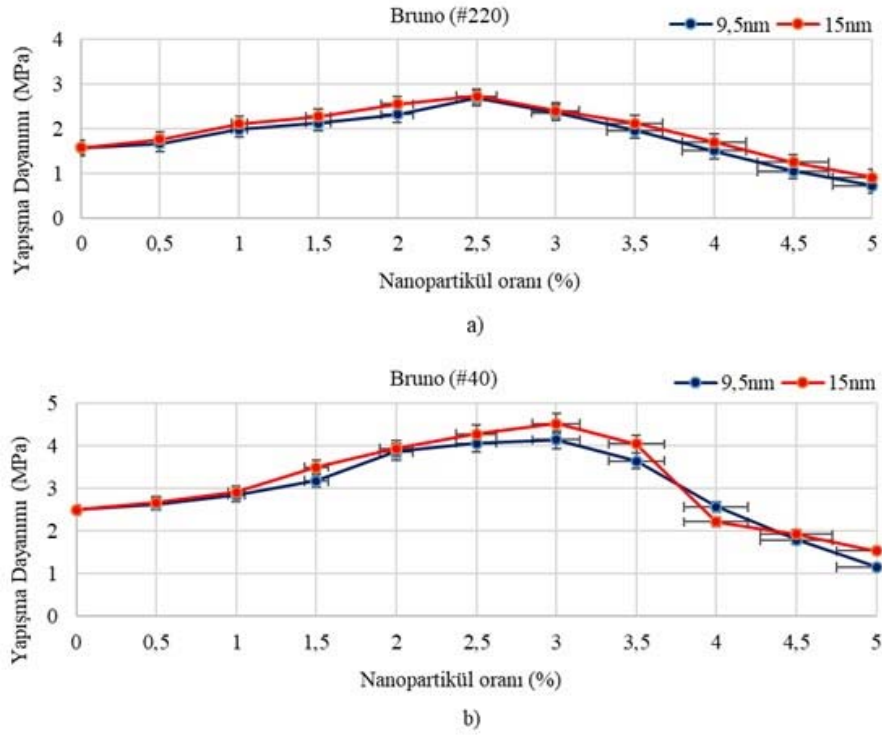 Bruno (#220)
9,5nm 15nm
Yapışma Dayanımı (MPa)
4
3
2
1
0
0 0,5 1 1,5 2 2,5 3 3,5 4 4,5 5
Nanopartikül oranı (%)
a)
Bruno (#40)
9,5nm 15nm
Yapışma Dayanımı (MPa)
5
4
3
2
1
0
0 0,5 1 1,5 2 2,5 3 3,5 4 4,5 5
Nanopartikül oranı (%)
b)